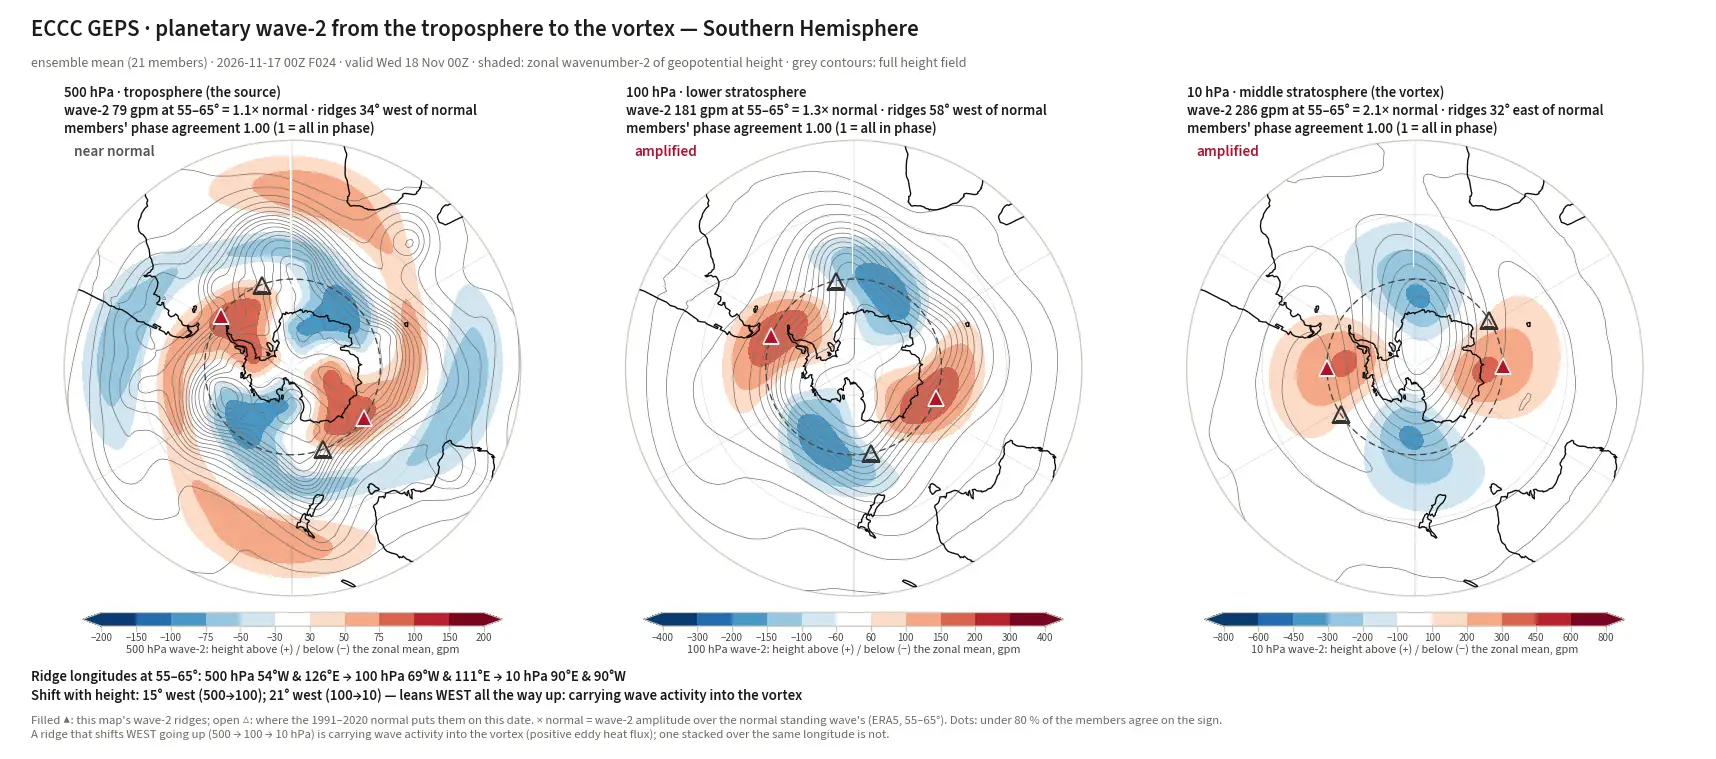 ECCC GEPS · planetary wave-2 from the troposphere to the vortex — Southern Hemisphere
ensemble mean (21 members) · 2026-11-17 00Z F024 · valid Wed 18 Nov 00Z · shaded: zonal wavenumber-2 of geopotential height · grey contours: full height field
500 hPa · troposphere (the source)
wave-2 79 gpm at 55–65° = 1.1× normal · ridges 34° west of normal
members' phase agreement 1.00 (1 = all in phase)
near normal
100 hPa · lower stratosphere
wave-2 181 gpm at 55–65° = 1.3× normal · ridges 58° west of normal
members' phase agreement 1.00 (1 = all in phase)
amplified
10 hPa · middle stratosphere (the vortex)
wave-2 286 gpm at 55–65° = 2.1× normal · ridges 32° east of normal
members' phase agreement 1.00 (1 = all in phase)
amplified
−200 −150 −100 −75 −50 −30 30 50 75 100 150 200
500 hPa wave-2: height above (+) / below (−) the zonal mean, gpm
−400 −300 −200 −150 −100 −60 60 100 150 200 300 400
100 hPa wave-2: height above (+) / below (−) the zonal mean, gpm
−800 −600 −450 −300 −200 −100 100 200 300 450 600 800
10 hPa wave-2: height above (+) / below (−) the zonal mean, gpm
Ridge longitudes at 55–65°: 500 hPa 54°W & 126°E → 100 hPa 69°W & 111°E → 10 hPa 90°E & 90°W
Shift with height: 15° west (500→100); 21° west (100→10) — leans WEST all the way up: carrying wave activity into the vortex
Filled ▲: this map's wave-2 ridges; open △: where the 1991–2020 normal puts them on this date. × normal = wave-2 amplitude over the normal standing wave's (ERA5, 55–65°). Dots: under 80 % of the members agree on the sign.
A ridge that shifts WEST going up (500 → 100 → 10 hPa) is carrying wave activity into the vortex (positive eddy heat flux); one stacked over the same longitude is not.